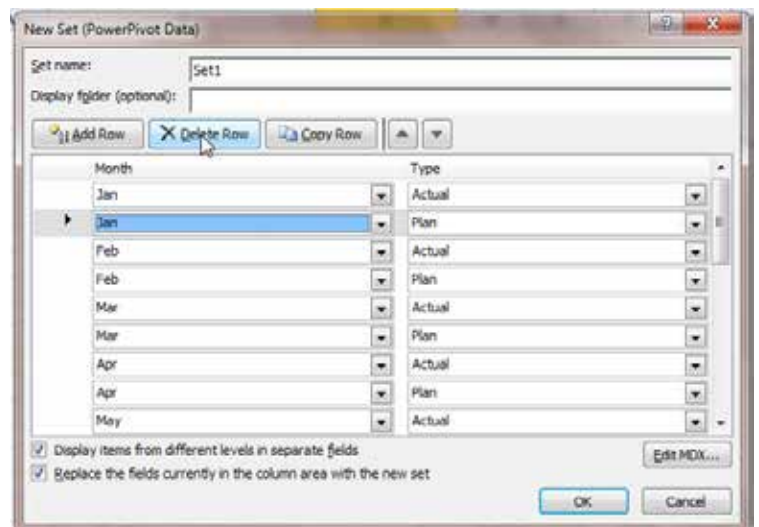 New Set (PowerPivot Data)
Set name: Set1
Display folder (optional):
Add Row Delete Row Copy Row
Month Type
Jan Actual
Jan Plan
Feb Actual
Feb Plan
Mar Actual
Mar Plan
Apr Actual
Apr Plan
May Actual
Display items from different levels in separate fields
Edit MDX...
Replace the fields currently in the column area with the new set
OK Cancel